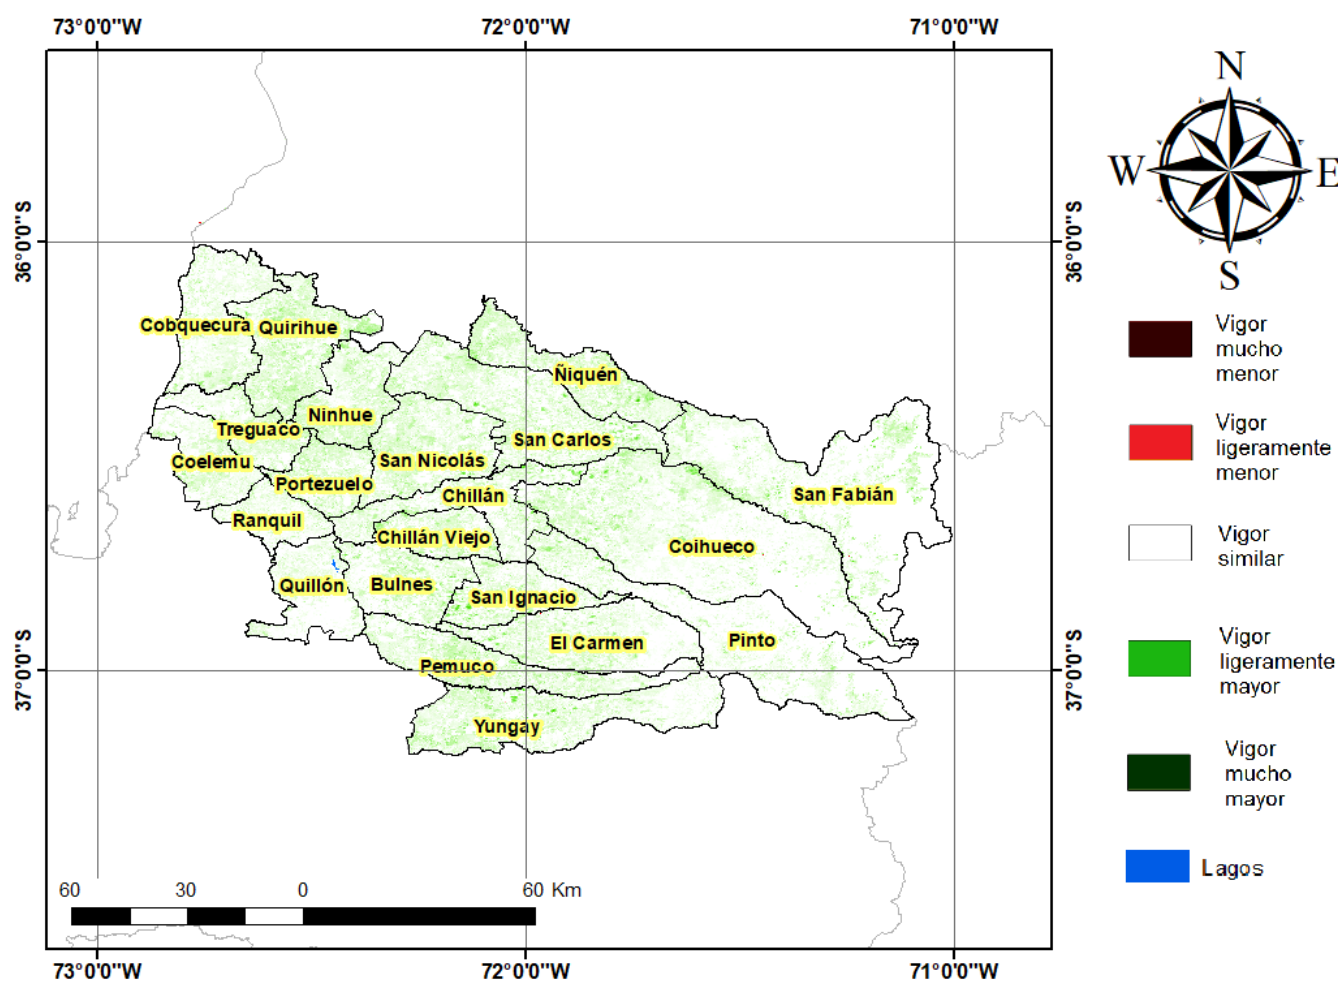 73°0'0"W
72°0'0"W
71°0'0"W
N
W
E
S
36°0'0"S
36°0'0"S
Vigor
mucho
menor
Cobquecura
Quirihue
Ñiquén
Ninhue
Treguaco
San Carlos
Vigor
ligeramente
menor
Coelemu
San Nicolás
Portezuelo
Chillán
San Fabián
Ranquil
Chillán Viejo
Coihueco
Vigor
similar
Quillón
Bulnes
San Ignacio
El Carmen
Pinto
Pemuco
37°0'0"S
37°0'0"S
Vigor
ligeramente
mayor
Yungay
Vigor
mucho
mayor
Lagos
60 30 0 60 Km
73°0'0"W
72°0'0"W
71°0'0"W